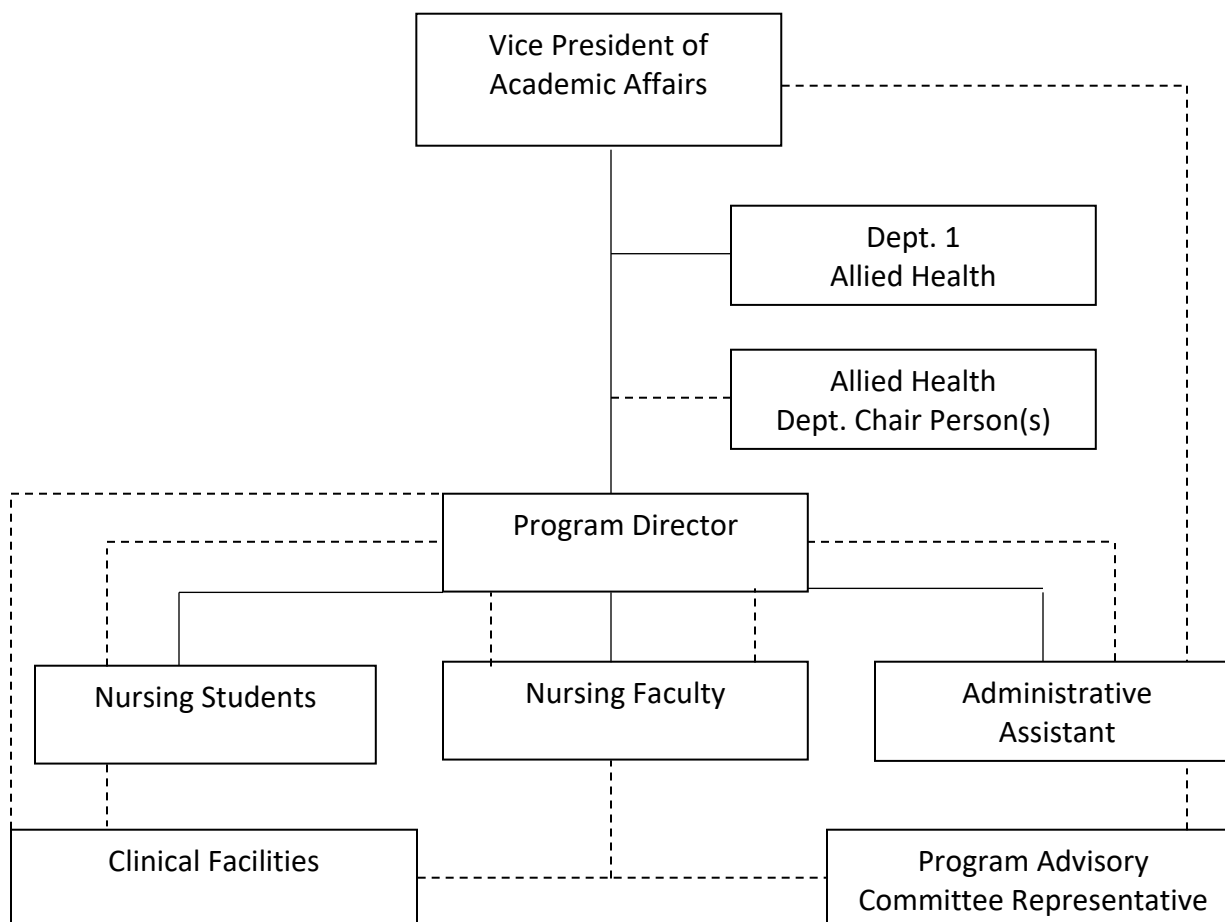 Vice President of
Academic Affairs
Dept. 1
Allied Health
Allied Health
Dept. Chair Person(s)
Program Director
Nursing Students
Nursing Faculty
Administrative
Assistant
Clinical Facilities
Program Advisory
Committee Representative